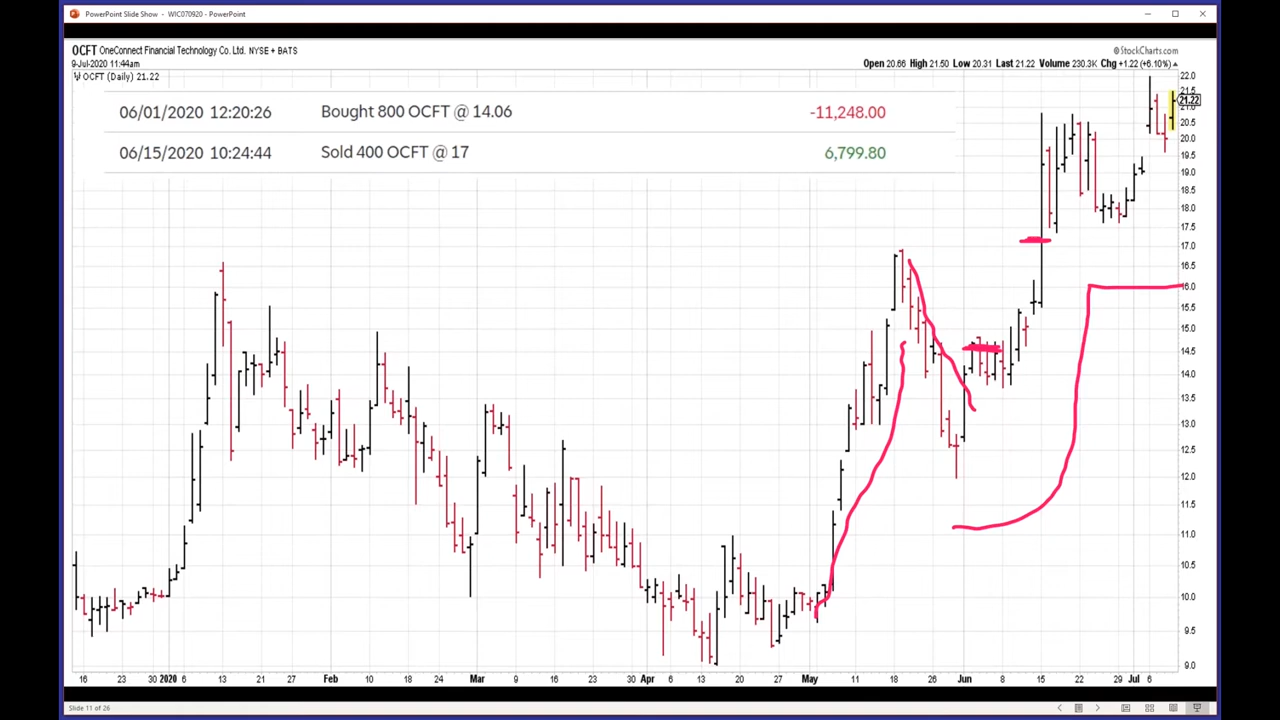 PowerPoint Slide Show - WIC070920 - PowerPoint
OCFT OneConnect Financial Technology Co. Ltd. NYSE + BATS
© StockCharts.com
9-Jul-2020 11:44am
Open 20.66 High 21.50 Low 20.31 Last 21.22 Volume 230.3K Chg +1.22 (+6.10%)
OCFT (Daily) 21.22
06/01/2020 12:20:26 Bought 800 OCFT @ 14.06 -11,248.00
06/15/2020 10:24:44 Sold 400 OCFT @ 17 6,799.80
22.0
21.5
21.22
21.0
20.5
20.0
19.5
19.0
18.5
18.0
17.5
17.0
16.5
16.0
15.5
15.0
14.5
14.0
13.5
13.0
12.5
12.0
11.5
11.0
10.5
10.0
9.5
9.0
16 23 30 2020 6 13 21 27 Feb 10 18 24 Mar 9 16 23 30 Apr 6 13 20 27 May 11 18 26 Jun 8 15 22 29 Jul 6
Slide 11 of 26